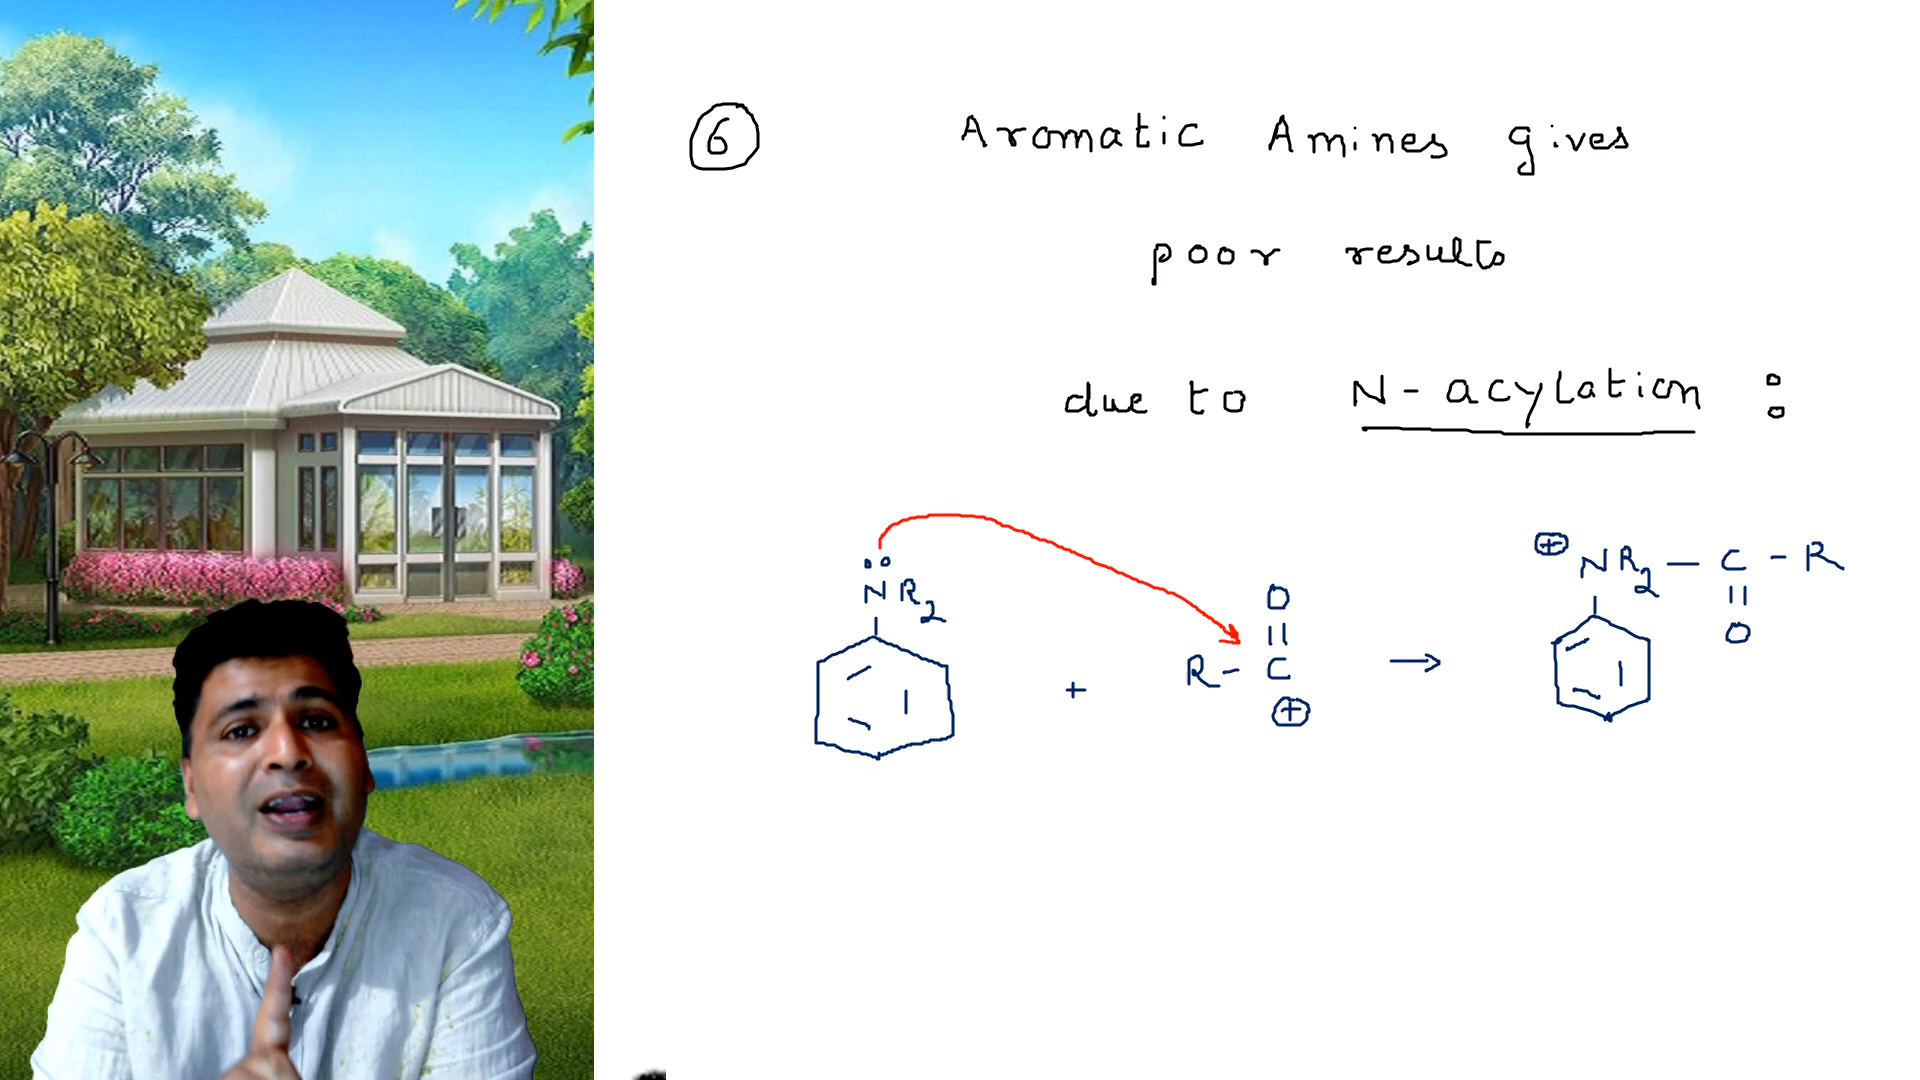 6 Aromatic Amines gives
poor results
due to N-acylation :
⊕ NR2 — C - R
NR2
O
O
R - C
+ →
⊕